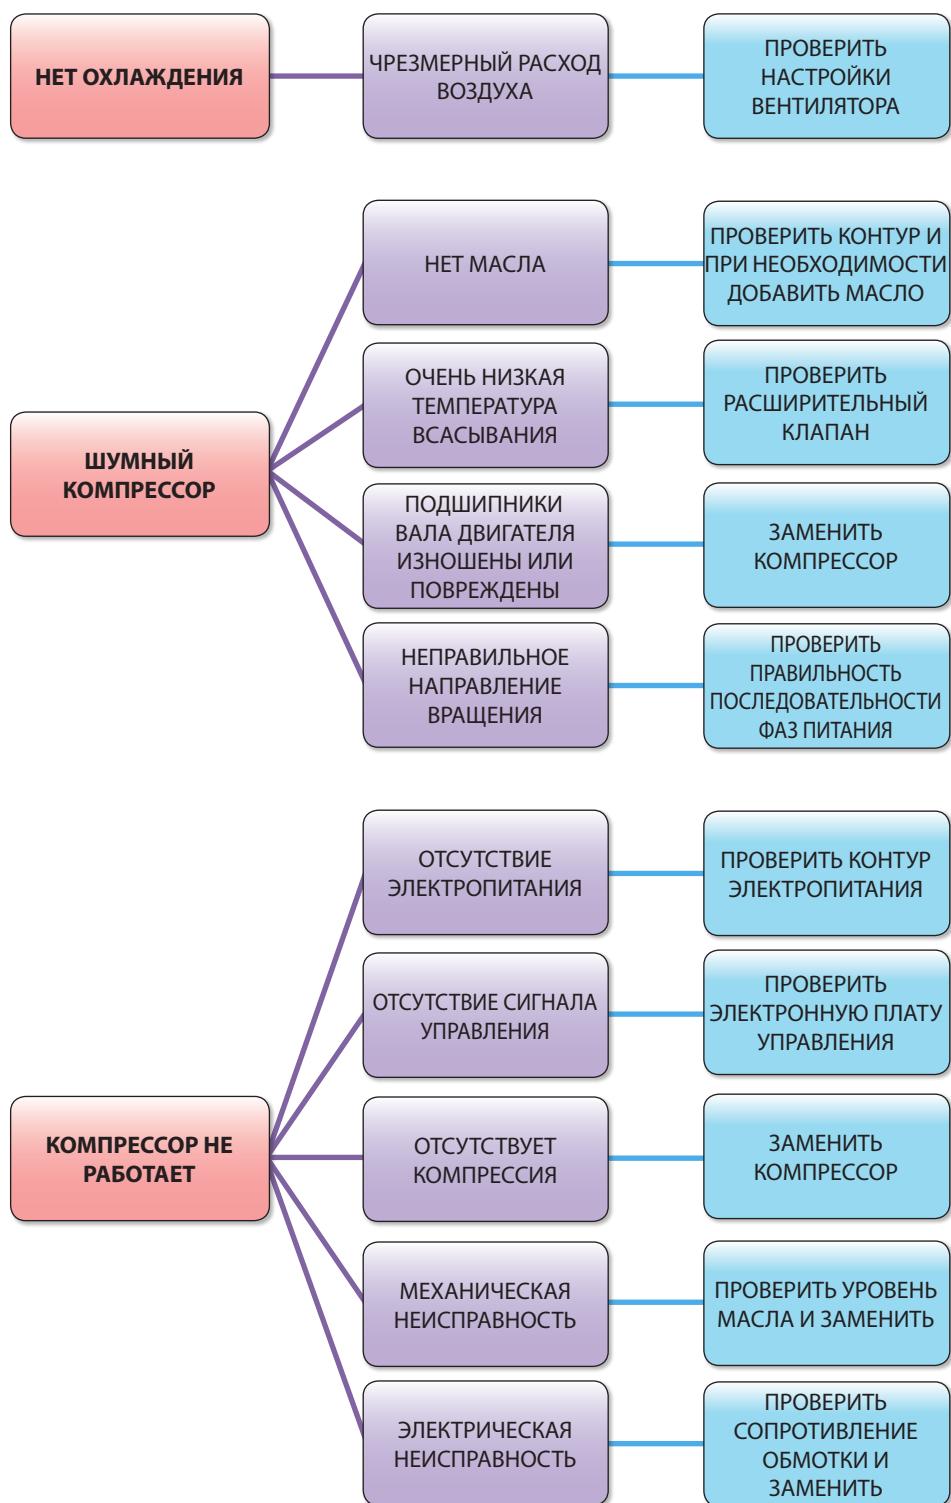 НЕТ ОХЛАЖДЕНИЯ
ЧРЕЗМЕРНЫЙ РАСХОД
ВОЗДУХА
ПРОВЕРИТЬ
НАСТРОЙКИ
ВЕНТИЛЯТОРА
ШУМНЫЙ
КОМПРЕССОР
НЕТ МАСЛА
ПРОВЕРИТЬ КОНТУР И
ПРИ НЕОБХОДИМОСТИ
ДОБАВИТЬ МАСЛО
ОЧЕНЬ НИЗКАЯ
ТЕМПЕРАТУРА
ВСАСЫВАНИЯ
ПРОВЕРИТЬ
РАСШИРИТЕЛЬНЫЙ
КЛАПАН
ПОДШИПНИКИ
ВАЛА ДВИГАТЕЛЯ
ИЗНОШЕНЫ ИЛИ
ПОВРЕЖДЕНЫ
ЗАМЕНИТЬ
КОМПРЕССОР
НЕПРАВИЛЬНОЕ
НАПРАВЛЕНИЕ
ВРАЩЕНИЯ
ПРОВЕРИТЬ
ПРАВИЛЬНОСТЬ
ПОСЛЕДОВАТЕЛЬНОСТИ
ФАЗ ПИТАНИЯ
КОМПРЕССОР НЕ
РАБОТАЕТ
ОТСУТСТВИЕ
ЭЛЕКТРОПИТАНИЯ
ПРОВЕРИТЬ КОНТУР
ЭЛЕКТРОПИТАНИЯ
ОТСУТСТВИЕ СИГНАЛА
УПРАВЛЕНИЯ
ПРОВЕРИТЬ
ЭЛЕКТРОННУЮ ПЛАТУ
УПРАВЛЕНИЯ
ОТСУТСТВУЕТ
КОМПРЕССИЯ
ЗАМЕНИТЬ
КОМПРЕССОР
МЕХАНИЧЕСКАЯ
НЕИСПРАВНОСТЬ
ПРОВЕРИТЬ УРОВЕНЬ
МАСЛА И ЗАМЕНИТЬ
ЭЛЕКТРИЧЕСКАЯ
НЕИСПРАВНОСТЬ
ПРОВЕРИТЬ
СОПРОТИВЛЕНИЕ
ОБМОТКИ И
ЗАМЕНИТЬ